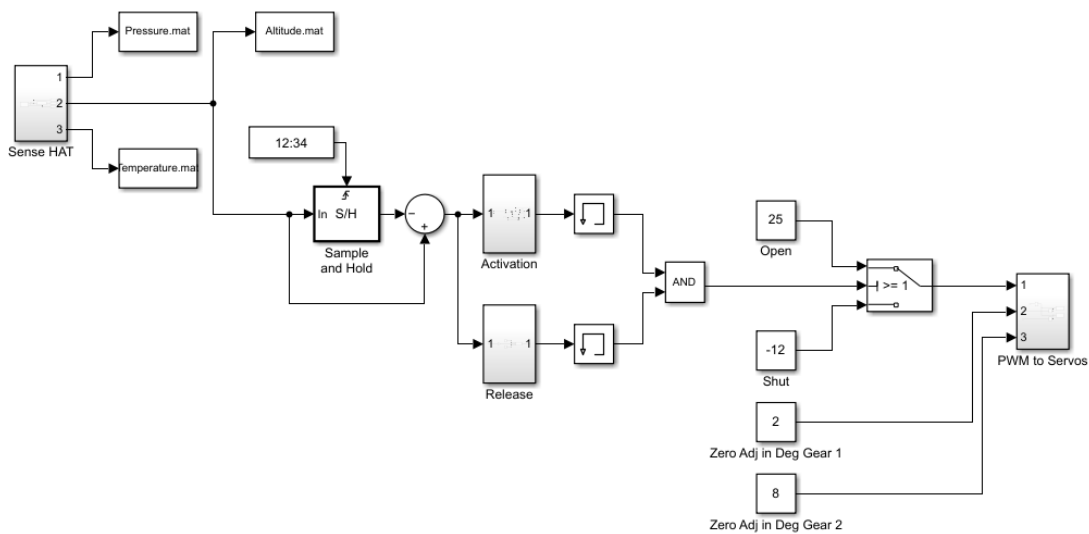 Pressure.mat
Altitude.mat
1
2
3
Sense HAT
Temperature.mat
12:34
In S/H
Sample
and Hold
−
+
1 1
Activation
1 1
Release
AND
25
Open
>= 1
-12
Shut
1
2
3
PWM to Servos
2
Zero Adj in Deg Gear 1
8
Zero Adj in Deg Gear 2